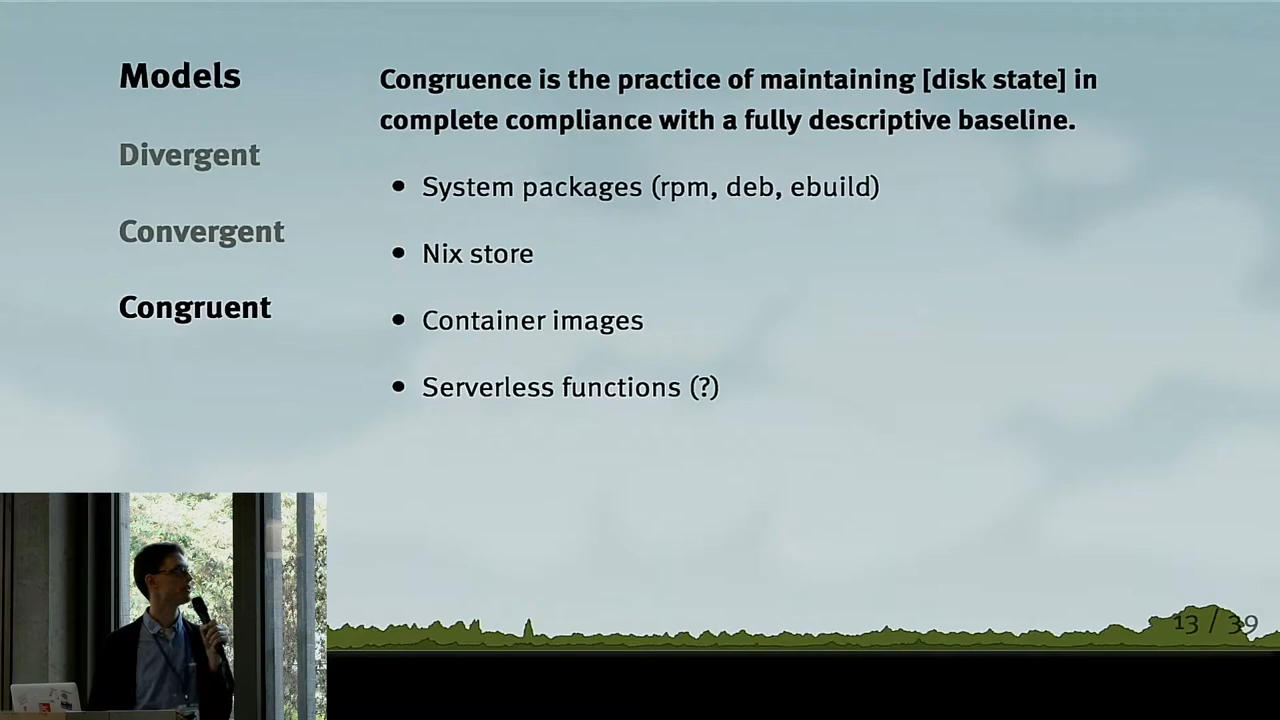 Models
Divergent
Convergent
Congruent
Congruence is the practice of maintaining [disk state] in
complete compliance with a fully descriptive baseline.
• System packages (rpm, deb, ebuild)
• Nix store
• Container images
• Serverless functions (?)
13 / 39